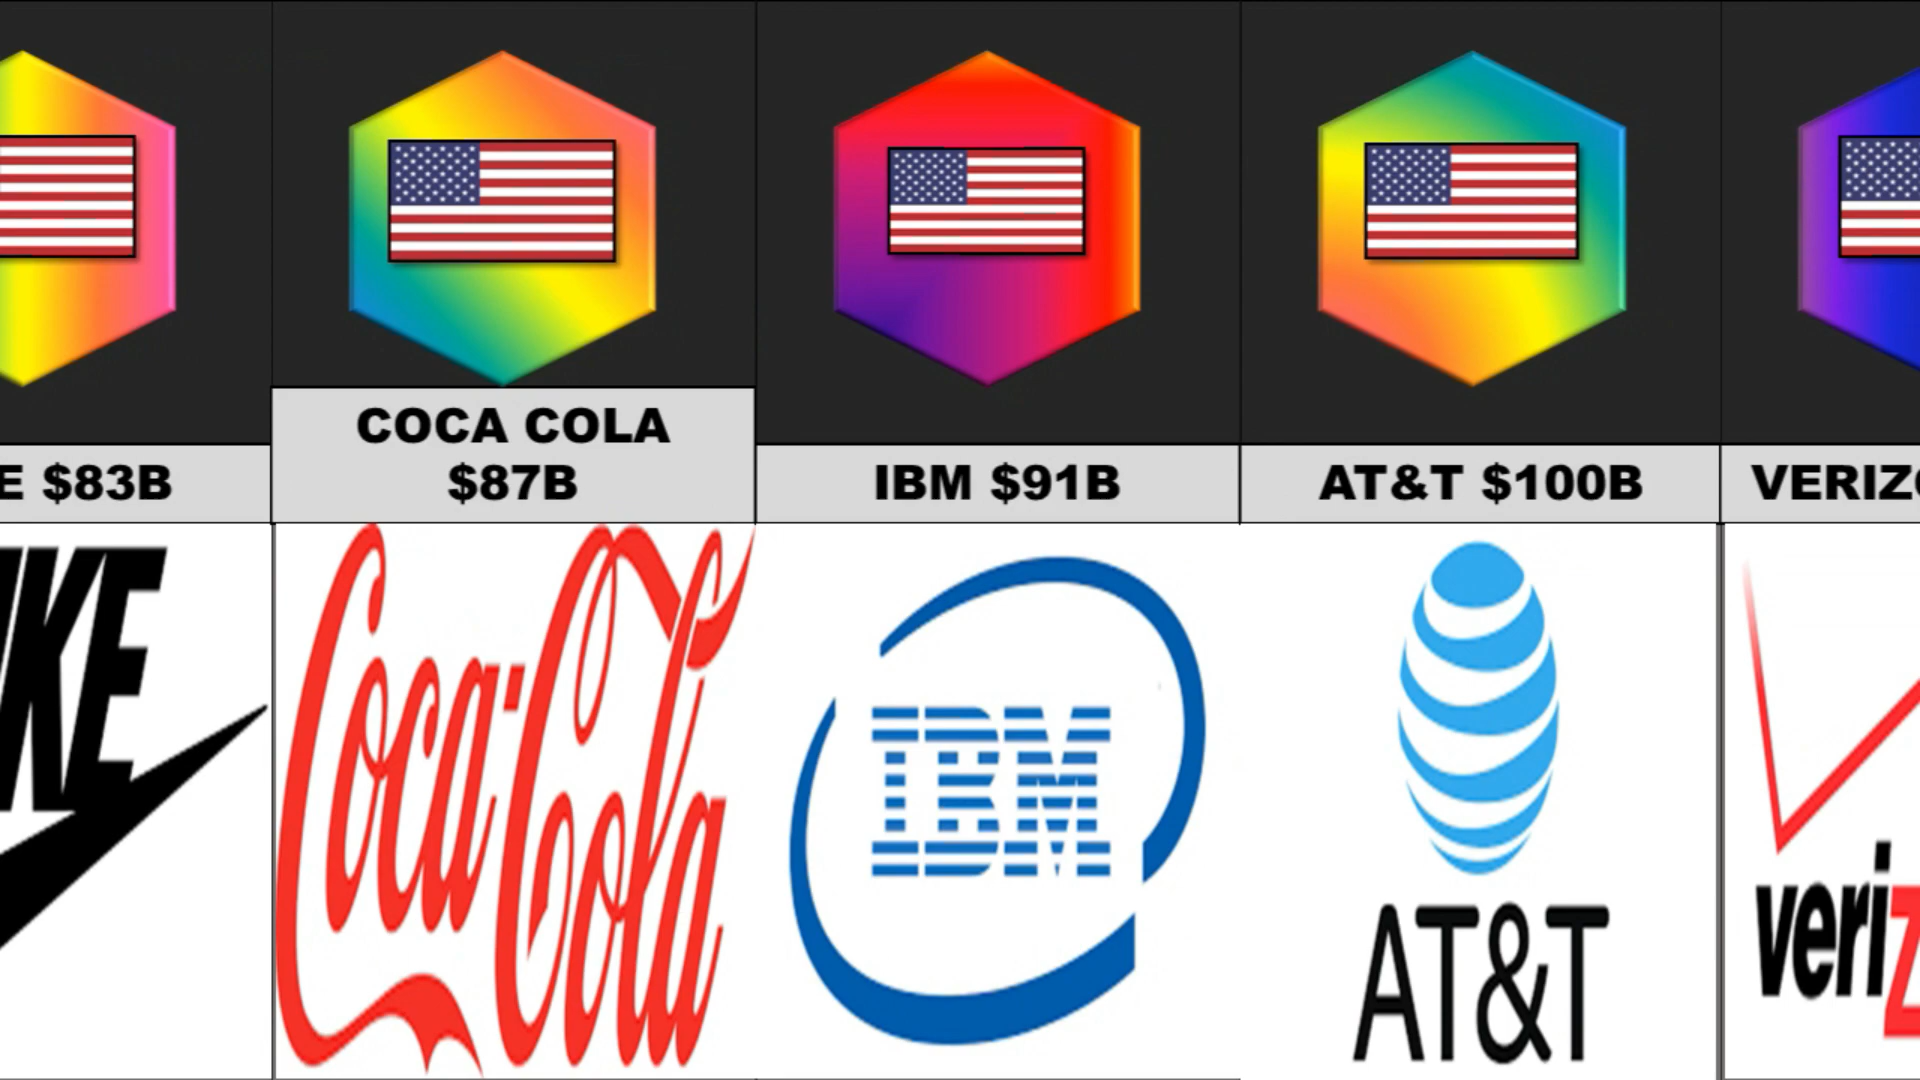 E $83B
COCA COLA
$87B
IBM $91B
AT&T $100B
VERIZ
IKE
Coca-Cola
IBM
AT&T
veriz